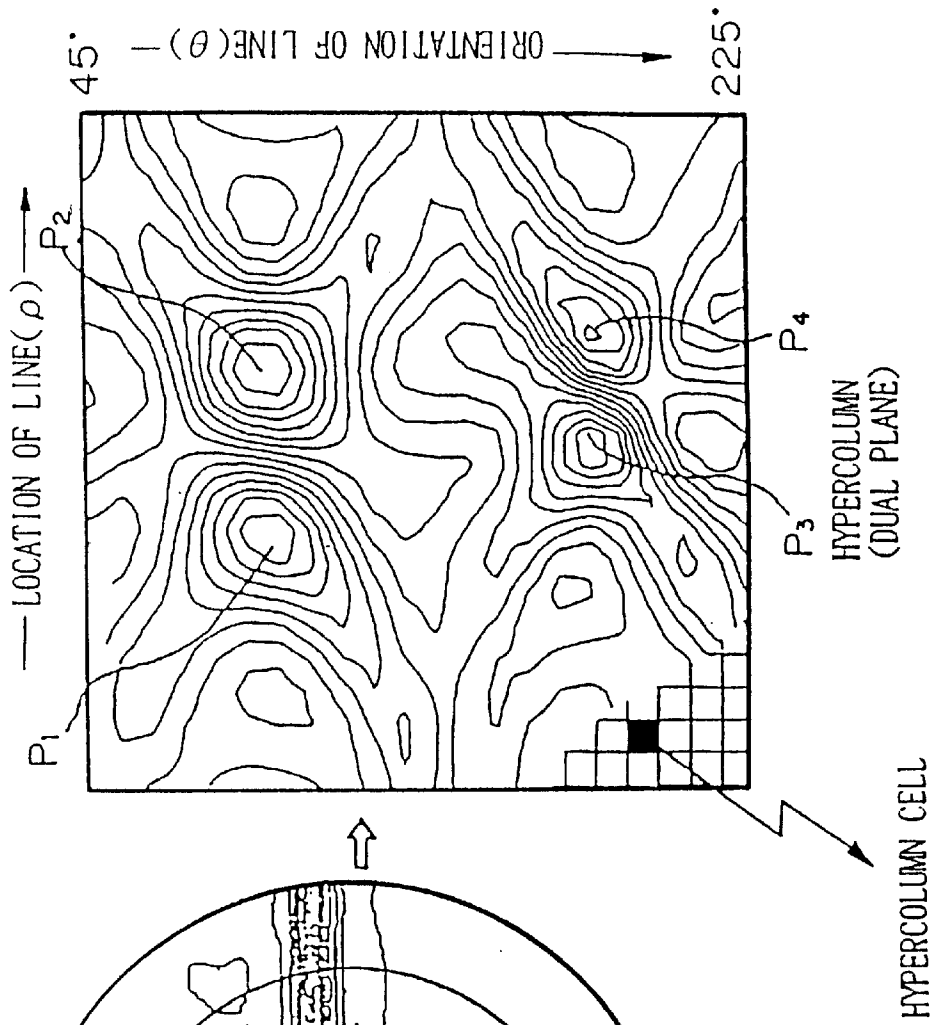 — LOCATION OF LINE(ρ) →
45°
— ORIENTATION OF LINE(θ) →
225°
P₁
P₂
P₃
P₄
HYPERCOLUMN
(DUAL PLANE)
HYPERCOLUMN CELL